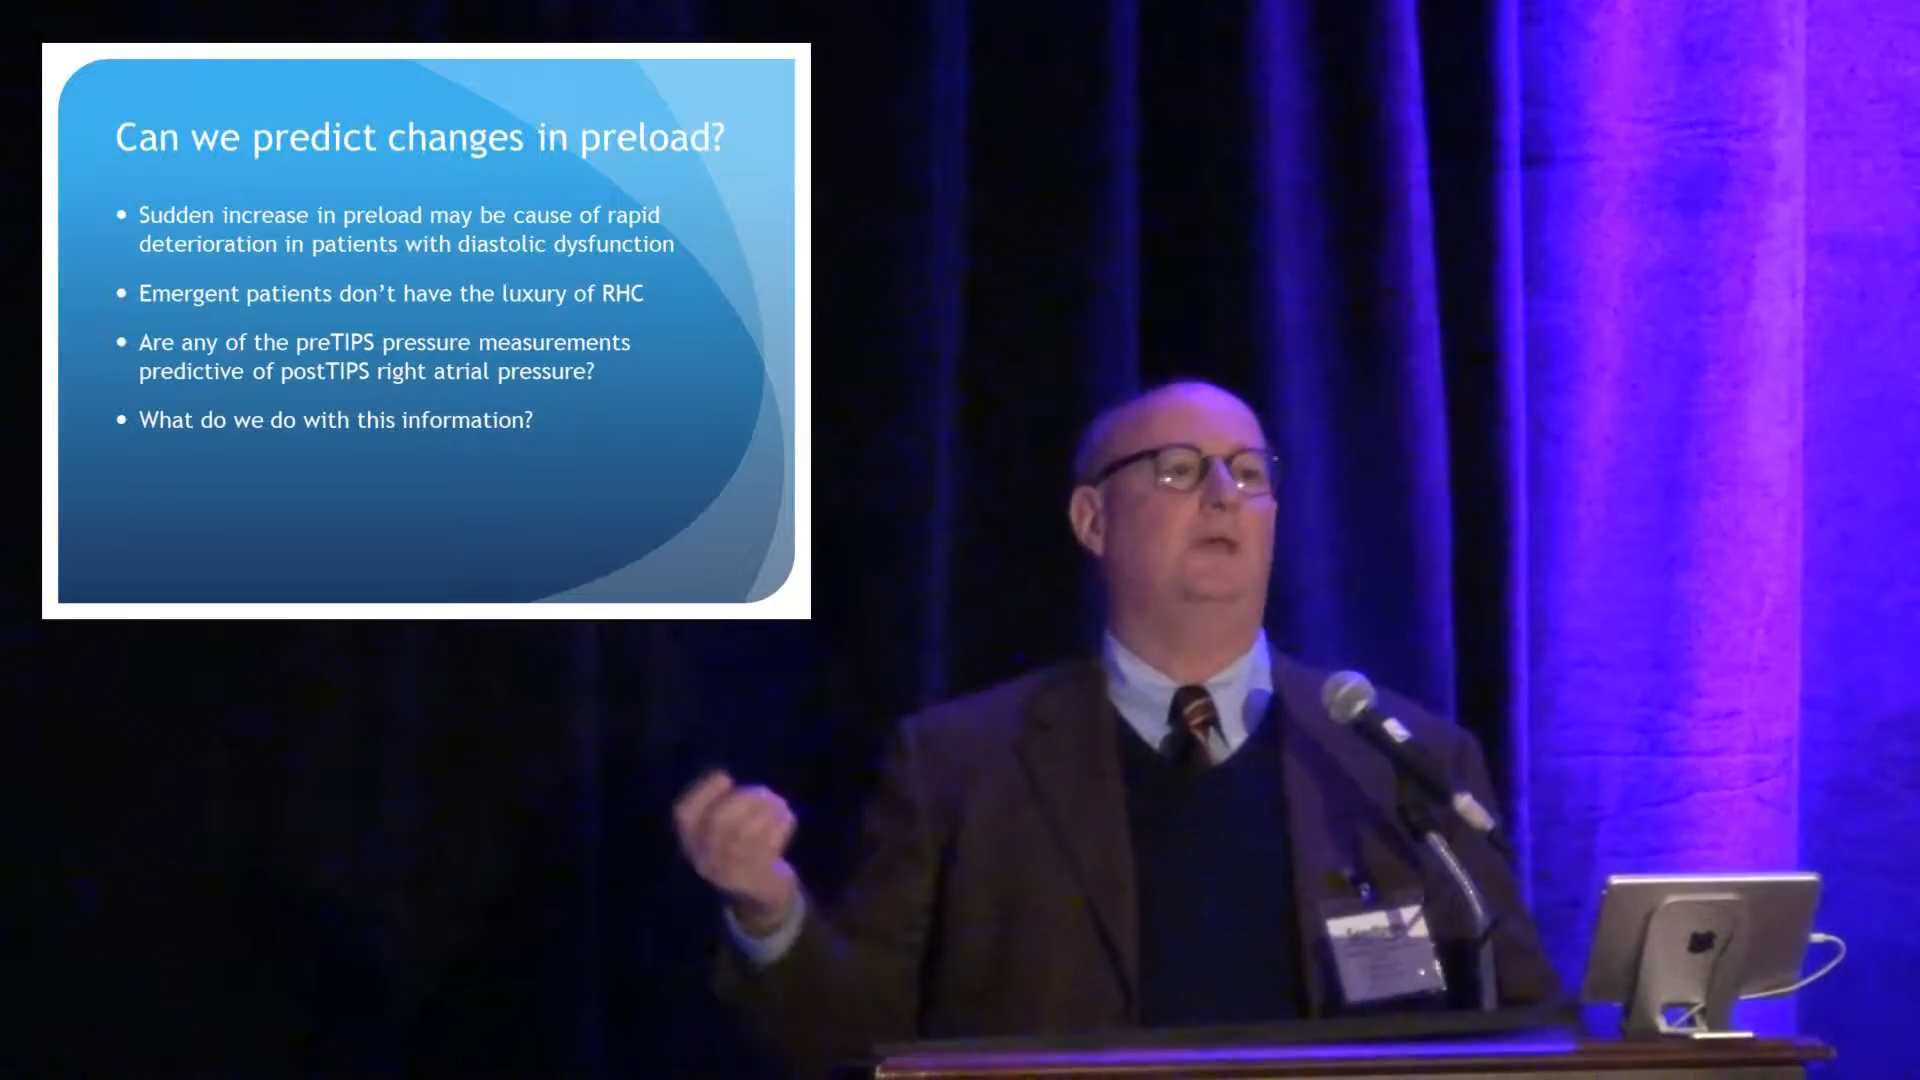 Can we predict changes in preload?
• Sudden increase in preload may be cause of rapid
deterioration in patients with diastolic dysfunction
• Emergent patients don't have the luxury of RHC
• Are any of the preTIPS pressure measurements
predictive of postTIPS right atrial pressure?
• What do we do with this information?